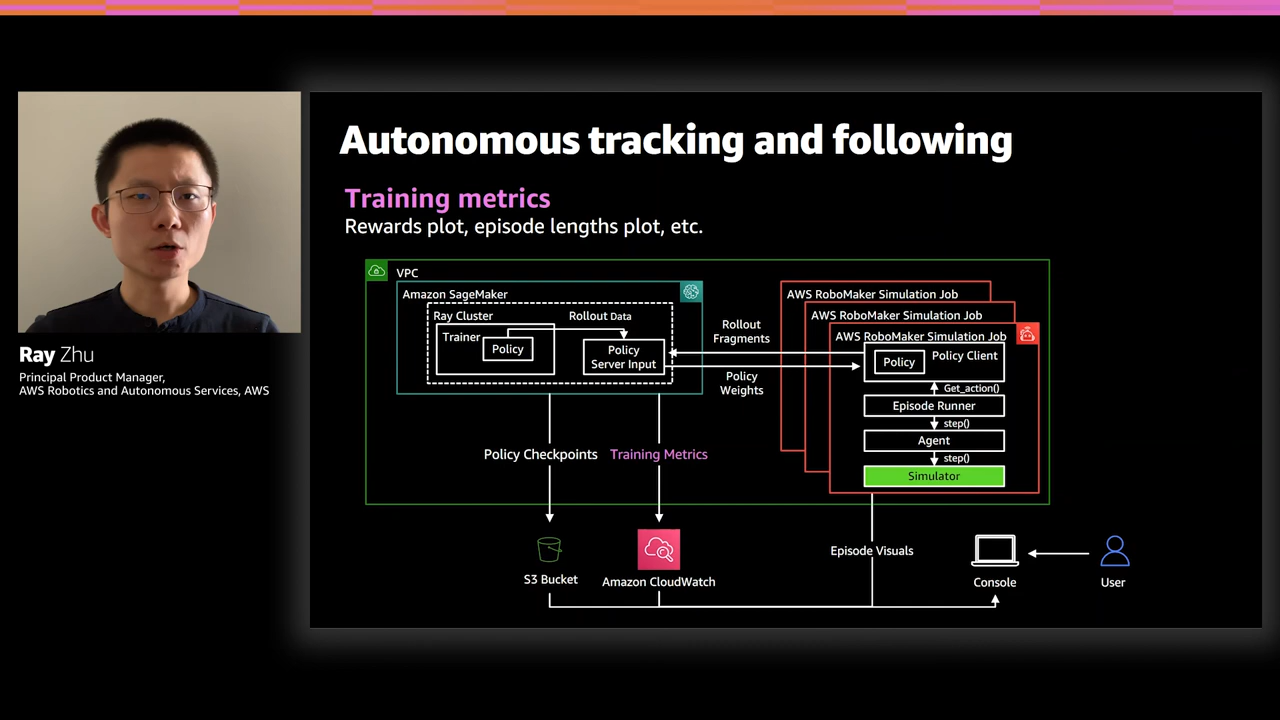 Autonomous tracking and following
Training metrics
Rewards plot, episode lengths plot, etc.
Ray Zhu
Principal Product Manager,
AWS Robotics and Autonomous Services, AWS
VPC
Amazon SageMaker
Ray Cluster
Rollout Data
Trainer
Policy
Policy
Server Input
Rollout
Fragments
Policy
Weights
AWS RoboMaker Simulation Job
AWS RoboMaker Simulation Job
AWS RoboMaker Simulation Job
Policy
Policy Client
Get_action()
Episode Runner
step()
Agent
step()
Simulator
Policy Checkpoints
Training Metrics
Episode Visuals
S3 Bucket
Amazon CloudWatch
Console
User